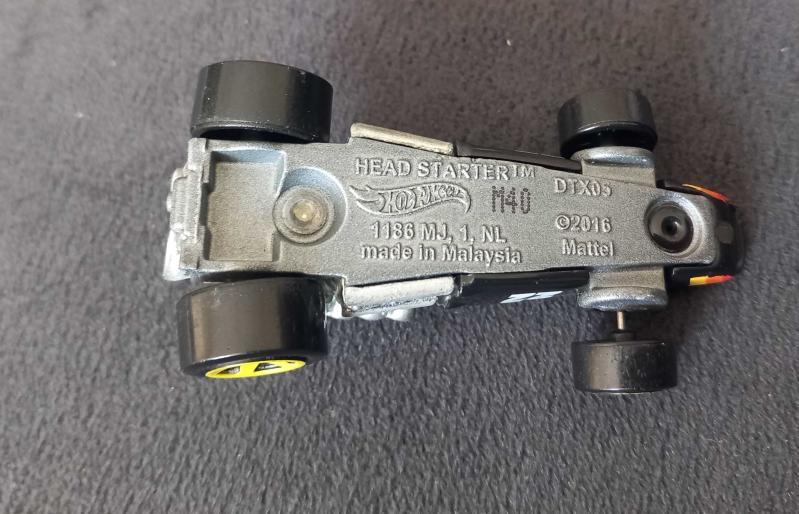 HEAD STARTER™
Hot Wheels
M40
1186 MJ, 1, NL
made in Malaysia
DTX05
©2016
Mattel